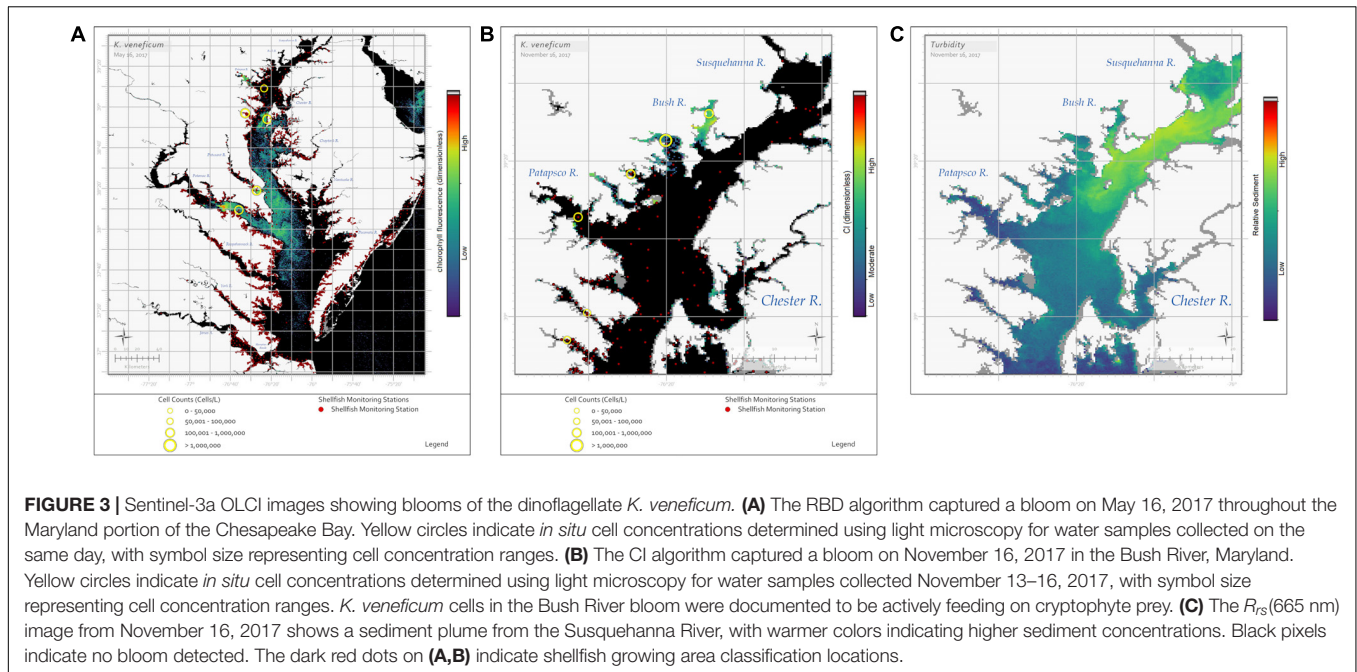 A
K. veneficum
May 16, 2017
High
chlorophyll fluorescence (dimensionless)
Low
-77°00'
-76°40'
-76°20'
-76°
-75°
Cell Counts (Cells/L)
0 - 50,000
50,001 - 100,000
100,001 - 1,000,000
> 1,000,000
Shellfish Monitoring Stations
Shellfish Monitoring Station
Legend
B
K. veneficum
November 16, 2017
Susquehanna R.
Bush R.
Patapsco R.
Chester R.
High
CI (dimensionless)
Low Moderate
Cell Counts (Cells/L)
0 - 50,000
50,001 - 100,000
100,001 - 1,000,000
> 1,000,000
Shellfish Monitoring Stations
Shellfish Monitoring Station
Legend
C
Turbidity
November 16, 2017
Susquehanna R.
Bush R.
Patapsco R.
Chester R.
High
Relative Sediment
Low
FIGURE 3 | Sentinel-3a OLCI images showing blooms of the dinoflagellate K. veneficum. (A) The RBD algorithm captured a bloom on May 16, 2017 throughout the
Maryland portion of the Chesapeake Bay. Yellow circles indicate in situ cell concentrations determined using light microscopy for water samples collected on the
same day, with symbol size representing cell concentration ranges. (B) The CI algorithm captured a bloom on November 16, 2017 in the Bush River, Maryland.
Yellow circles indicate in situ cell concentrations determined using light microscopy for water samples collected November 13–16, 2017, with symbol size
representing cell concentration ranges. K. veneficum cells in the Bush River bloom were documented to be actively feeding on cryptophyte prey. (C) The Rrs(665 nm)
image from November 16, 2017 shows a sediment plume from the Susquehanna River, with warmer colors indicating higher sediment concentrations. Black pixels
indicate no bloom detected. The dark red dots on (A,B) indicate shellfish growing area classification locations.